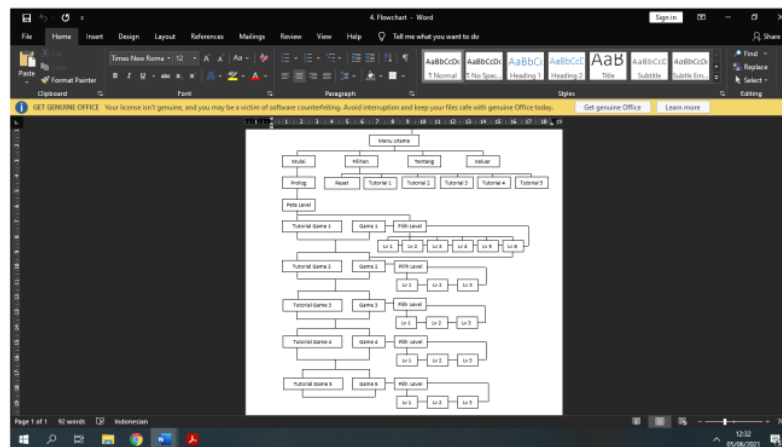 4. Flowchart - Word
Sign in
File Home Insert Design Layout References Mailings Review View Help Tell me what you want to do Share
Paste
Cut
Copy
Format Painter
Times New Roma 12
Clipboard Font Paragraph Styles Editing
AaBbCcDc AaBbCcDc AaBbCc AaBbCcC AaB AaBbCcC AaBbCcDc
¶ Normal ¶ No Spac... Heading 1 Heading 2 Title Subtitle Subtle Em...
Find
Replace
Select
GET GENUINE OFFICE Your license isn't genuine, and you may be a victim of software counterfeiting. Avoid interruption and keep your files safe with genuine Office today. Get genuine Office Learn more
Menu Utama
Mulai Pilihan Tentang Keluar
Prolog Reset Tutorial 1 Tutorial 2 Tutorial 3 Tutorial 4 Tutorial 5
Peta Level
Tutorial Game 1 Game 1 Pilih Level
Lv 1 Lv 2 Lv 3 Lv 4 Lv 5 Lv 6
Tutorial Game 2 Game 2 Pilih Level
Lv 1 Lv 2 Lv 3
Tutorial Game 3 Game 3 Pilih Level
Lv 1 Lv 2 Lv 3
Tutorial Game 4 Game 4 Pilih Level
Lv 1 Lv 2 Lv 3
Tutorial Game 5 Game 5 Pilih Level
Lv 1 Lv 2 Lv 3
Page 1 of 1 92 words Indonesian
12:32
05/06/2021